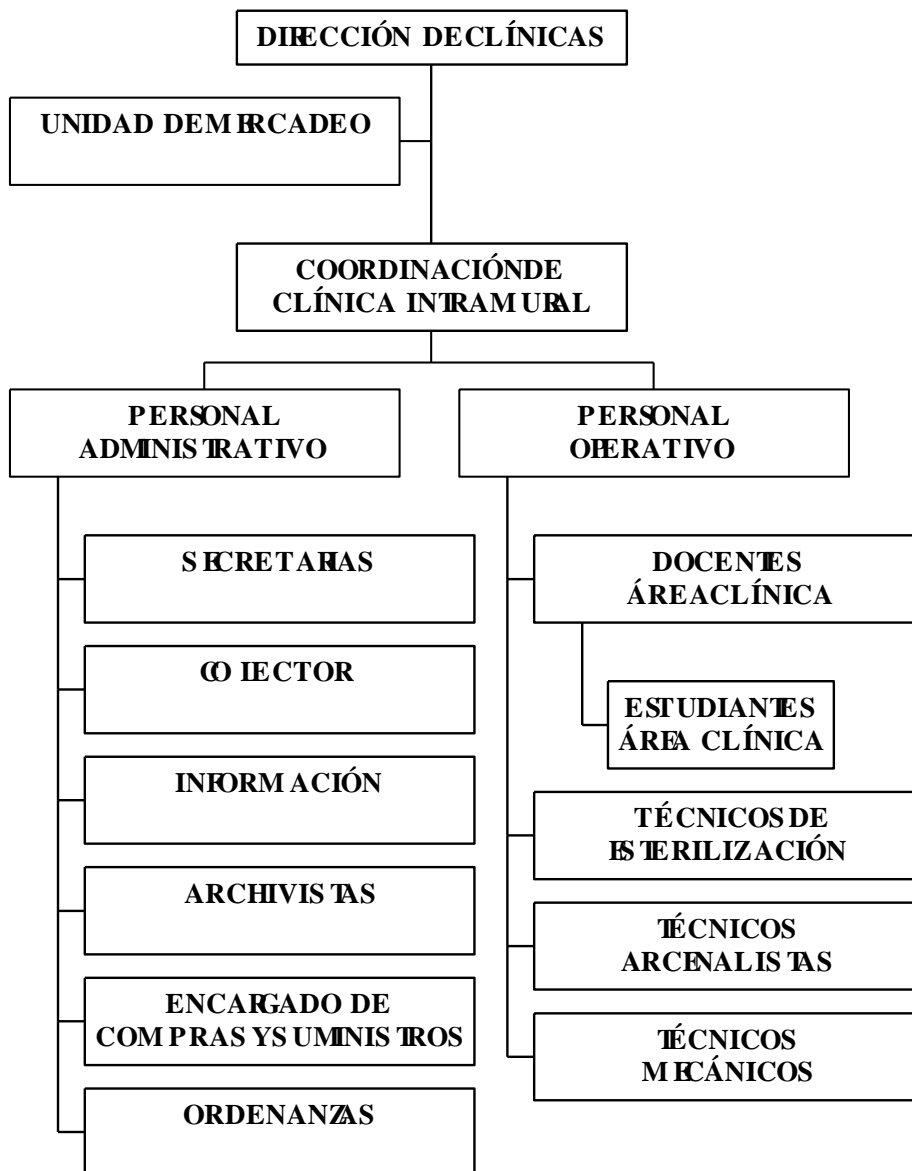 DIRECCIÓN DE CLÍNICAS
UNIDAD DE MERCADEO
COORDINACIÓN DE
CLÍNICA INTRAMURAL
PERSONAL
ADMINISTRATIVO
PERSONAL
OPERATIVO
SECRETARIAS
COLECTOR
INFORMACIÓN
ARCHIVISTAS
ENCARGADO DE
COMPRAS Y SUMINISTROS
ORDENANZAS
DOCENTES
ÁREA CLÍNICA
ESTUDIANTES
ÁREA CLÍNICA
TÉCNICOS DE
ESTERILIZACIÓN
TÉCNICOS
ARCENALISTAS
TÉCNICOS
MECÁNICOS